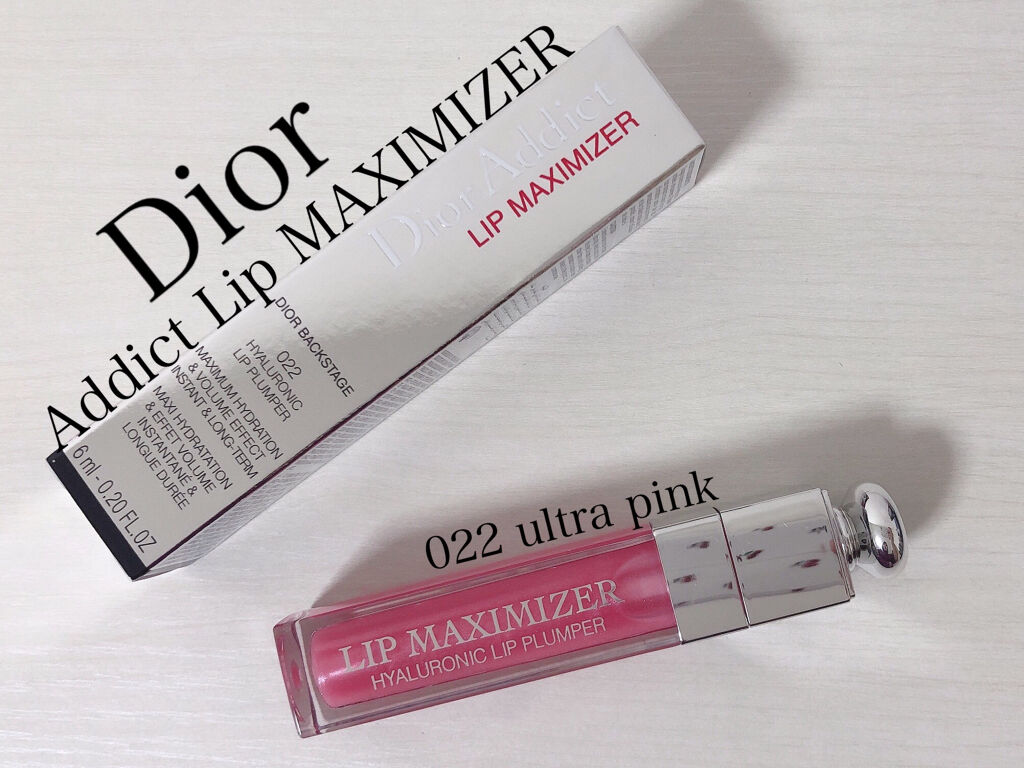 Dior
Addict Lip MAXIMIZER
Dior Addict
LIP MAXIMIZER
DIOR BACKSTAGE
022
HYALURONIC
LIP PLUMPER
MAXIMUM HYDRATION
& VOLUME EFFECT
INSTANT & LONG-TERM
MAXI HYDRATATION
& EFFET VOLUME
INSTANTANÉ &
LONGUE DURÉE
6 ml - 0.20 FL.OZ
022 ultra pink
LIP MAXIMIZER
HYALURONIC LIP PLUMPER